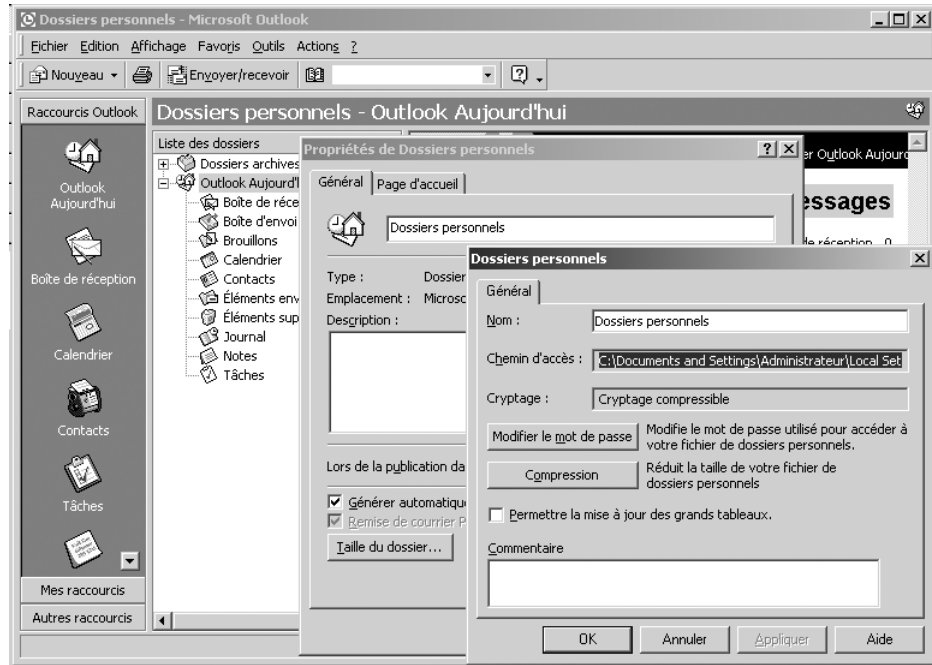 Dossiers personnels - Microsoft Outlook
Fichier Edition Affichage Favoris Outils Actions ?
Nouveau Envoyer/recevoir
Raccourcis Outlook
Dossiers personnels - Outlook Aujourd'hui
Outlook Aujourd'hui
Boîte de réception
Calendrier
Contacts
Tâches
Mes raccourcis
Autres raccourcis
Liste des dossiers
Dossiers archives
Outlook Aujourd'l
Boîte de réce
Boîte d'envoi
Brouillons
Calendrier
Contacts
Éléments env
Éléments sup
Journal
Notes
Tâches
er Outlook Aujourd
essages
de réception 0
Propriétés de Dossiers personnels
Général Page d'accueil
Dossiers personnels
Type : Dossier
Emplacement : Microsc
Description :
Lors de la publication da
Générer automatique
Remise de courrier P
Taille du dossier...
Dossiers personnels
Général
Nom : Dossiers personnels
Chemin d'accès : C:\Documents and Settings\Administrateur\Local Set
Cryptage : Cryptage compressible
Modifier le mot de passe
Modifie le mot de passe utilisé pour accéder à
votre fichier de dossiers personnels.
Compression
Réduit la taille de votre fichier de
dossiers personnels
Permettre la mise à jour des grands tableaux.
Commentaire
OK Annuler Appliquer Aide